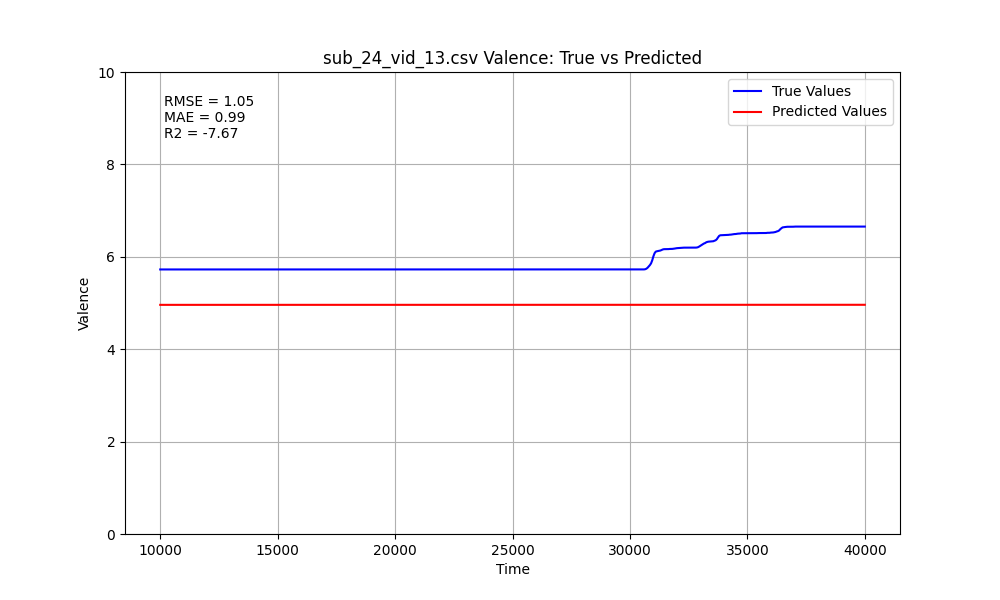 sub_24_vid_13.csv Valence: True vs Predicted
RMSE = 1.05
MAE = 0.99
R2 = -7.67
True Values
Predicted Values
10
8
6
4
2
0
Valence
10000 15000 20000 25000 30000 35000 40000
Time